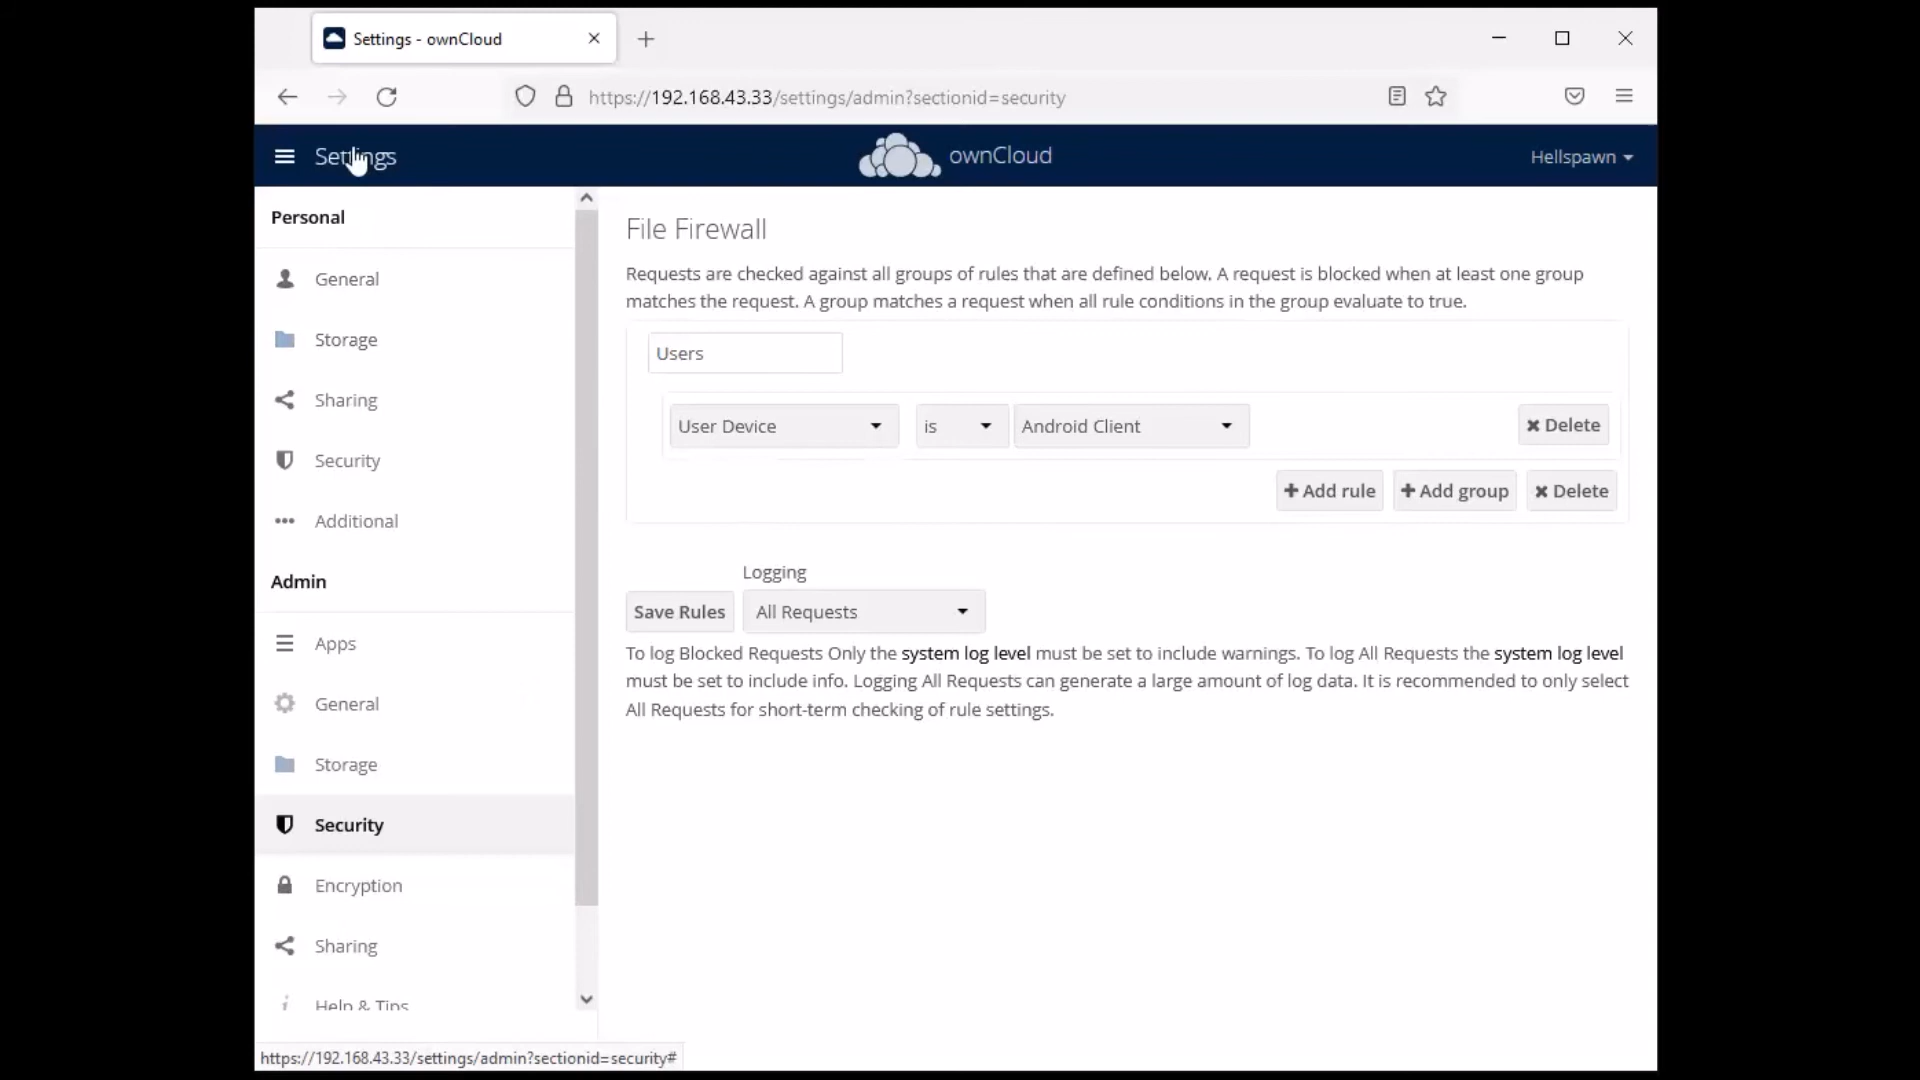 Settings - ownCloud
https://192.168.43.33/settings/admin?sectionid=security
Settings
ownCloud
Hellspawn
Personal
General
Storage
Sharing
Security
Additional
Admin
Apps
General
Storage
Security
Encryption
Sharing
Help & Tips
File Firewall
Requests are checked against all groups of rules that are defined below. A request is blocked when at least one group
matches the request. A group matches a request when all rule conditions in the group evaluate to true.
Users
User Device is Android Client Delete
Add rule Add group Delete
Logging
Save Rules All Requests
To log Blocked Requests Only the system log level must be set to include warnings. To log All Requests the system log level
must be set to include info. Logging All Requests can generate a large amount of log data. It is recommended to only select
All Requests for short-term checking of rule settings.
https://192.168.43.33/settings/admin?sectionid=security#